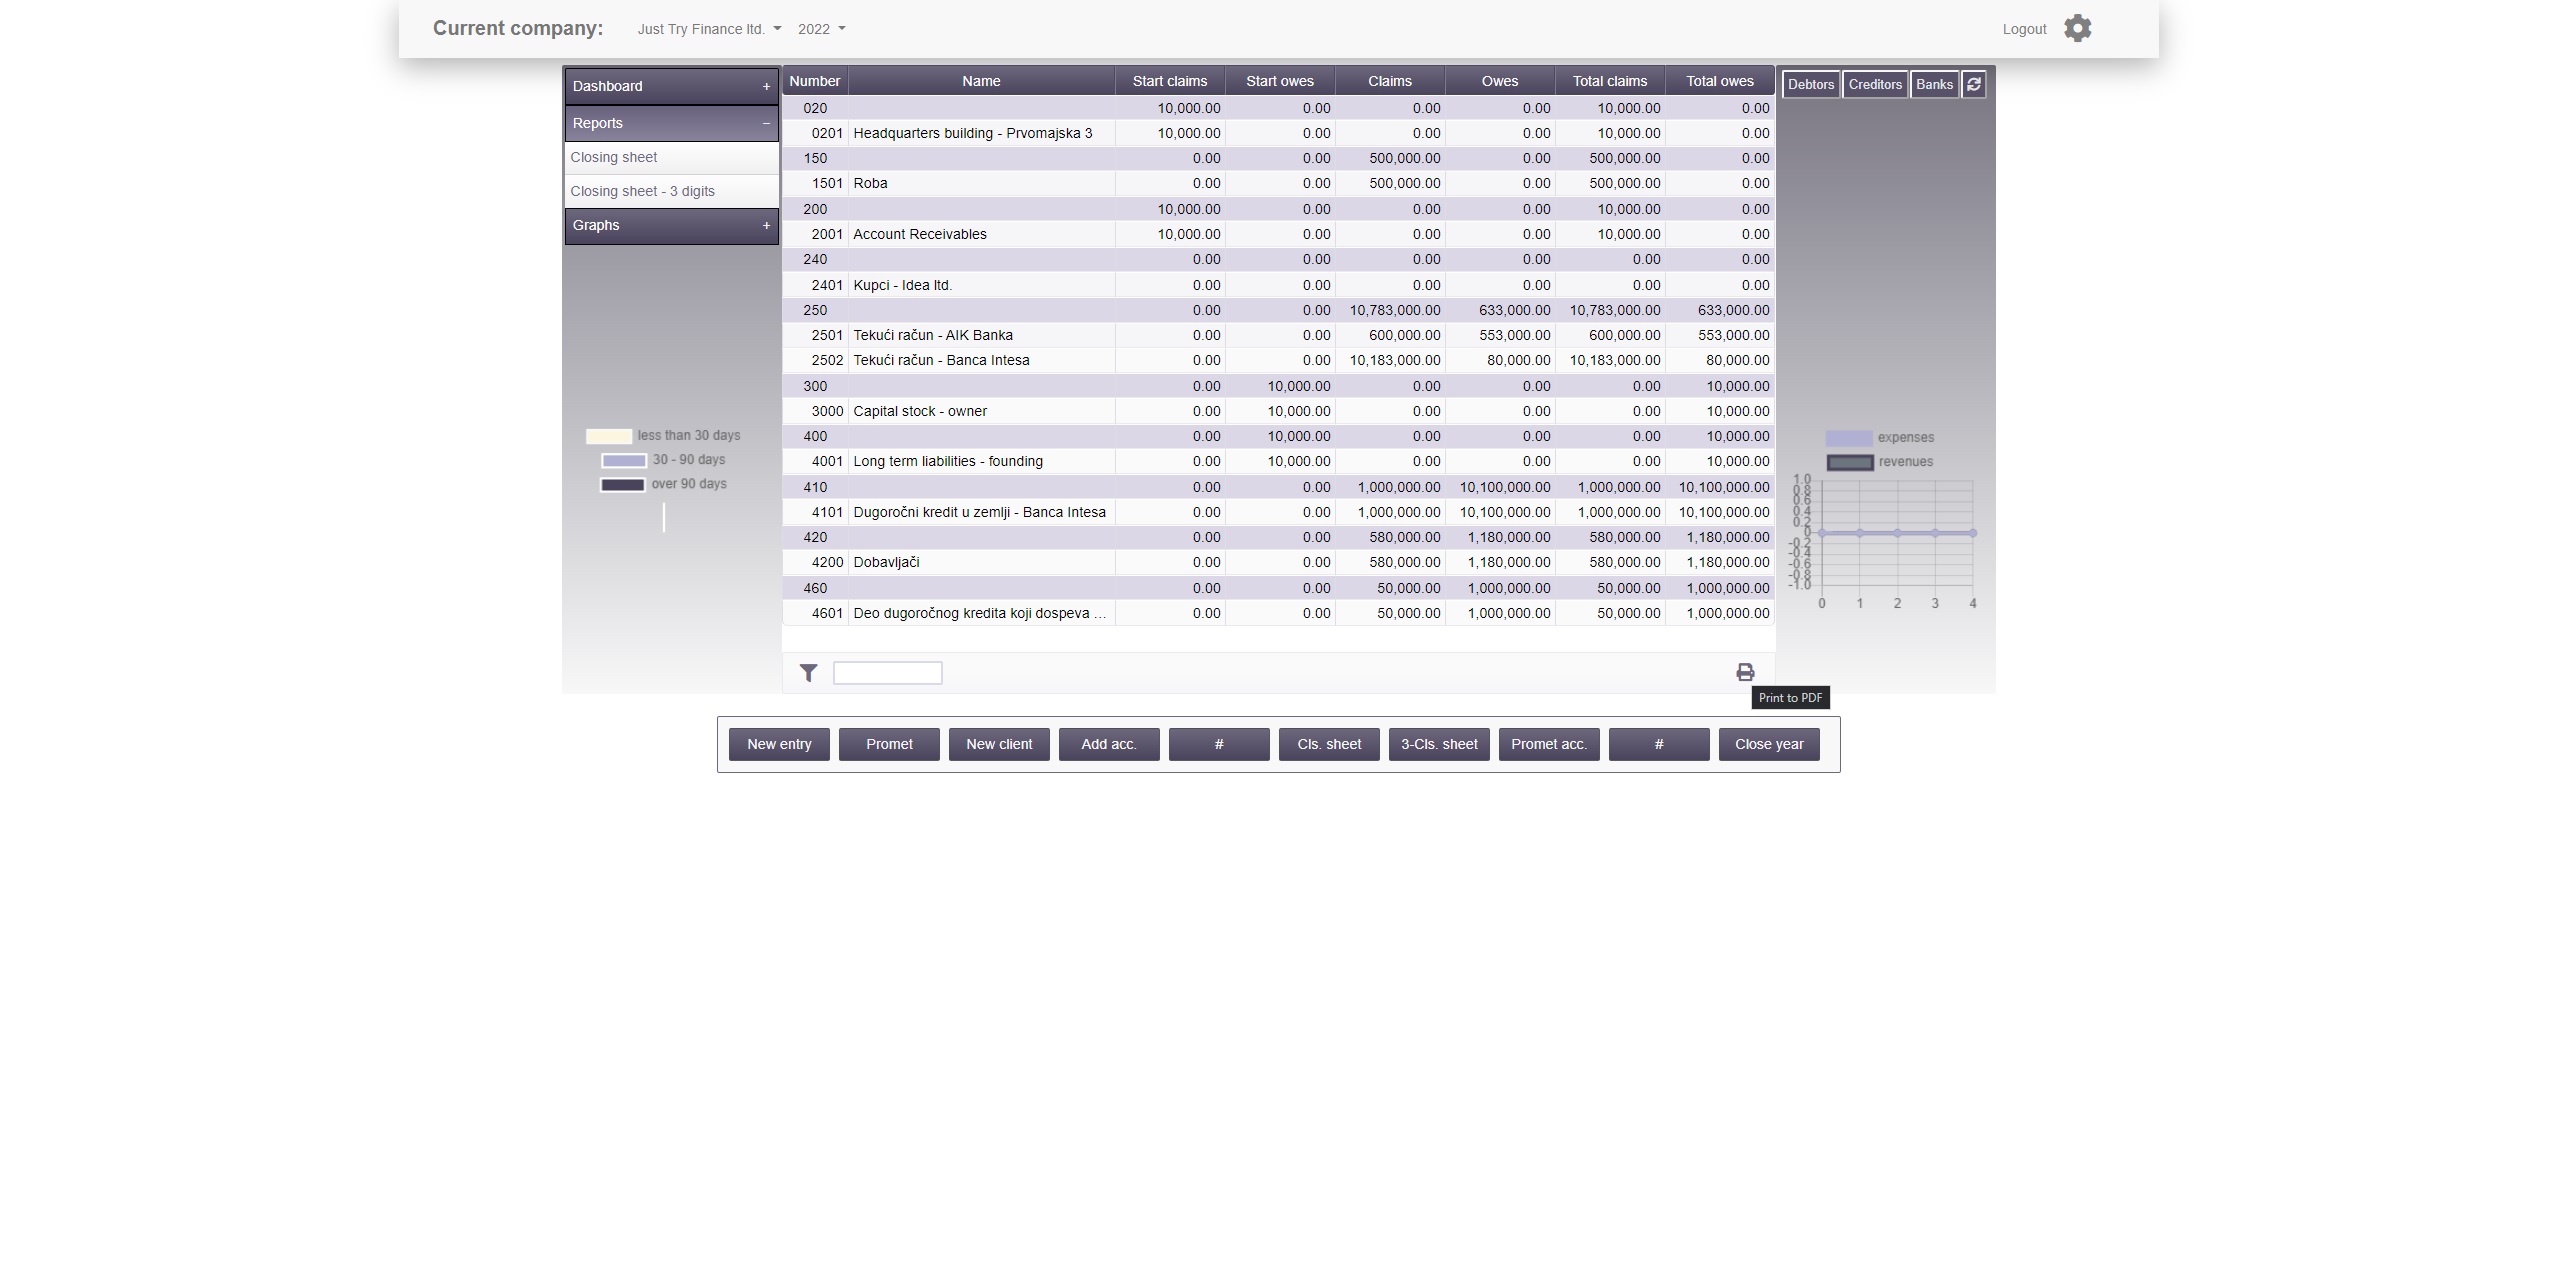 Current company: Just Try Finance ltd. 2022 Logout
Dashboard +
Reports −
Closing sheet
Closing sheet - 3 digits
Graphs +
less than 30 days
30 - 90 days
over 90 days
Number Name Start claims Start owes Claims Owes Total claims Total owes
020 10,000.00 0.00 0.00 0.00 10,000.00 0.00
0201 Headquarters building - Prvomajska 3 10,000.00 0.00 0.00 0.00 10,000.00 0.00
150 0.00 0.00 500,000.00 0.00 500,000.00 0.00
1501 Roba 0.00 0.00 500,000.00 0.00 500,000.00 0.00
200 10,000.00 0.00 0.00 0.00 10,000.00 0.00
2001 Account Receivables 10,000.00 0.00 0.00 0.00 10,000.00 0.00
240 0.00 0.00 0.00 0.00 0.00 0.00
2401 Kupci - Idea ltd. 0.00 0.00 0.00 0.00 0.00 0.00
250 0.00 0.00 10,783,000.00 633,000.00 10,783,000.00 633,000.00
2501 Tekući račun - AIK Banka 0.00 0.00 600,000.00 553,000.00 600,000.00 553,000.00
2502 Tekući račun - Banca Intesa 0.00 0.00 10,183,000.00 80,000.00 10,183,000.00 80,000.00
300 0.00 10,000.00 0.00 0.00 0.00 10,000.00
3000 Capital stock - owner 0.00 10,000.00 0.00 0.00 0.00 10,000.00
400 0.00 10,000.00 0.00 0.00 0.00 10,000.00
4001 Long term liabilities - founding 0.00 10,000.00 0.00 0.00 0.00 10,000.00
410 0.00 0.00 1,000,000.00 10,100,000.00 1,000,000.00 10,100,000.00
4101 Dugoročni kredit u zemlji - Banca Intesa 0.00 0.00 1,000,000.00 10,100,000.00 1,000,000.00 10,100,000.00
420 0.00 0.00 580,000.00 1,180,000.00 580,000.00 1,180,000.00
4200 Dobavljači 0.00 0.00 580,000.00 1,180,000.00 580,000.00 1,180,000.00
460 0.00 0.00 50,000.00 1,000,000.00 50,000.00 1,000,000.00
4601 Deo dugoročnog kredita koji dospeva ... 0.00 0.00 50,000.00 1,000,000.00 50,000.00 1,000,000.00
Debtors Creditors Banks
expenses
revenues
1.0
0.8
0.6
0.4
0.2
0
-0.2
-0.4
-0.6
-0.8
-1.0
0 1 2 3 4
Print to PDF
New entry Promet New client Add acc. # Cls. sheet 3-Cls. sheet Promet acc. # Close year